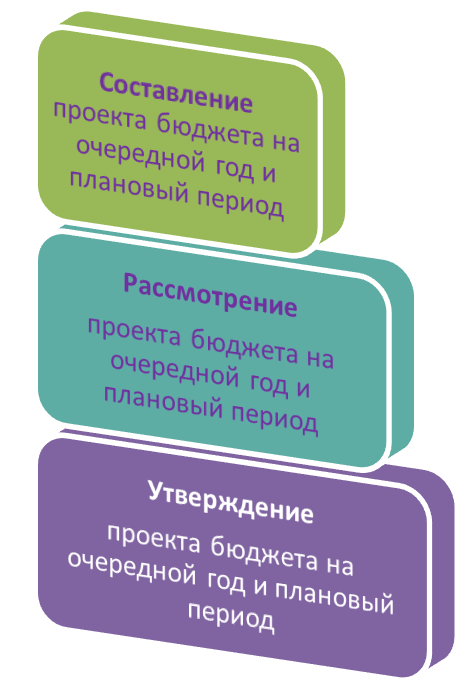 Составление
проекта бюджета на
очередной год и
плановый период
Рассмотрение
проекта бюджета на
очередной год и
плановый период
Утверждение
проекта бюджета на
очередной год и плановый
период